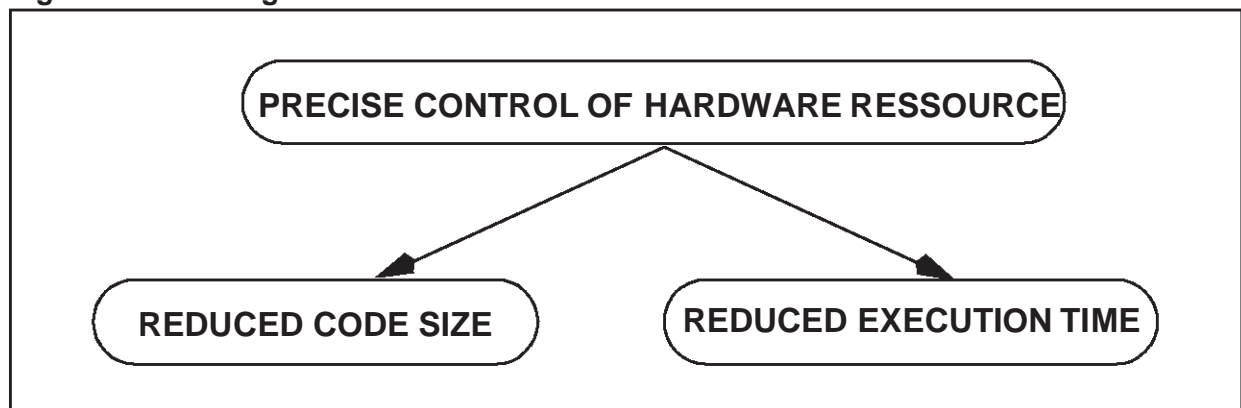 PRECISE CONTROL OF HARDWARE RESSOURCE
REDUCED CODE SIZE
REDUCED EXECUTION TIME